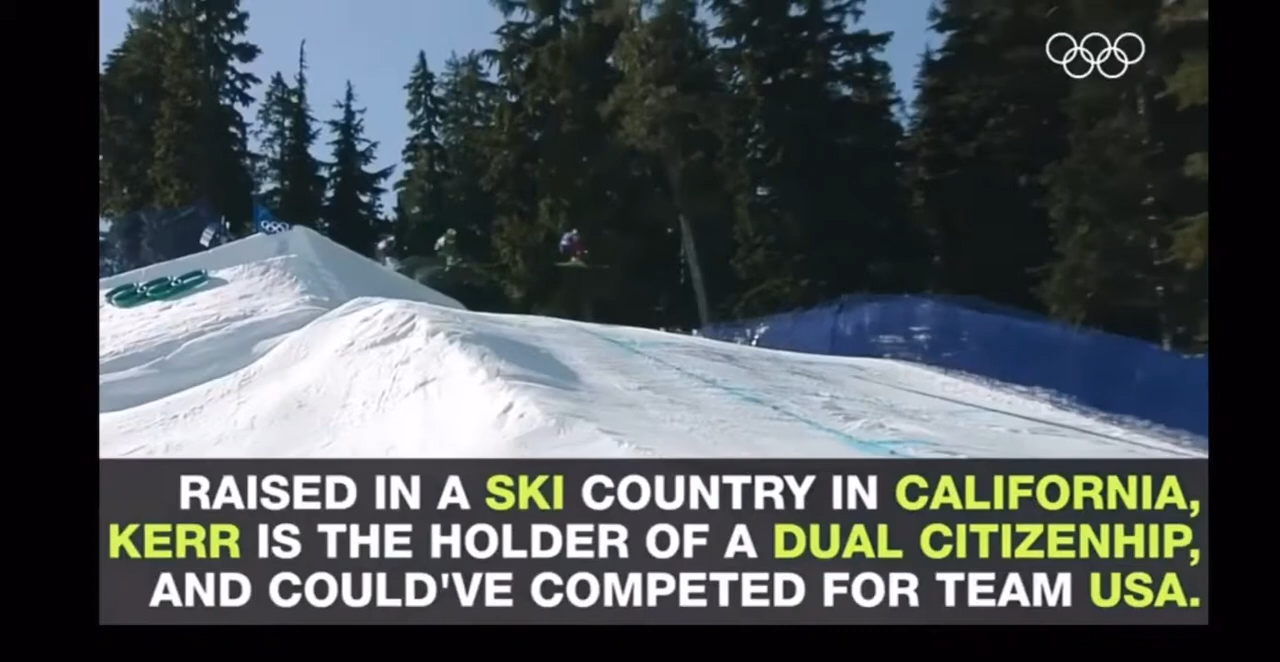 RAISED IN A SKI COUNTRY IN CALIFORNIA,
KERR IS THE HOLDER OF A DUAL CITIZENHIP,
AND COULD'VE COMPETED FOR TEAM USA.